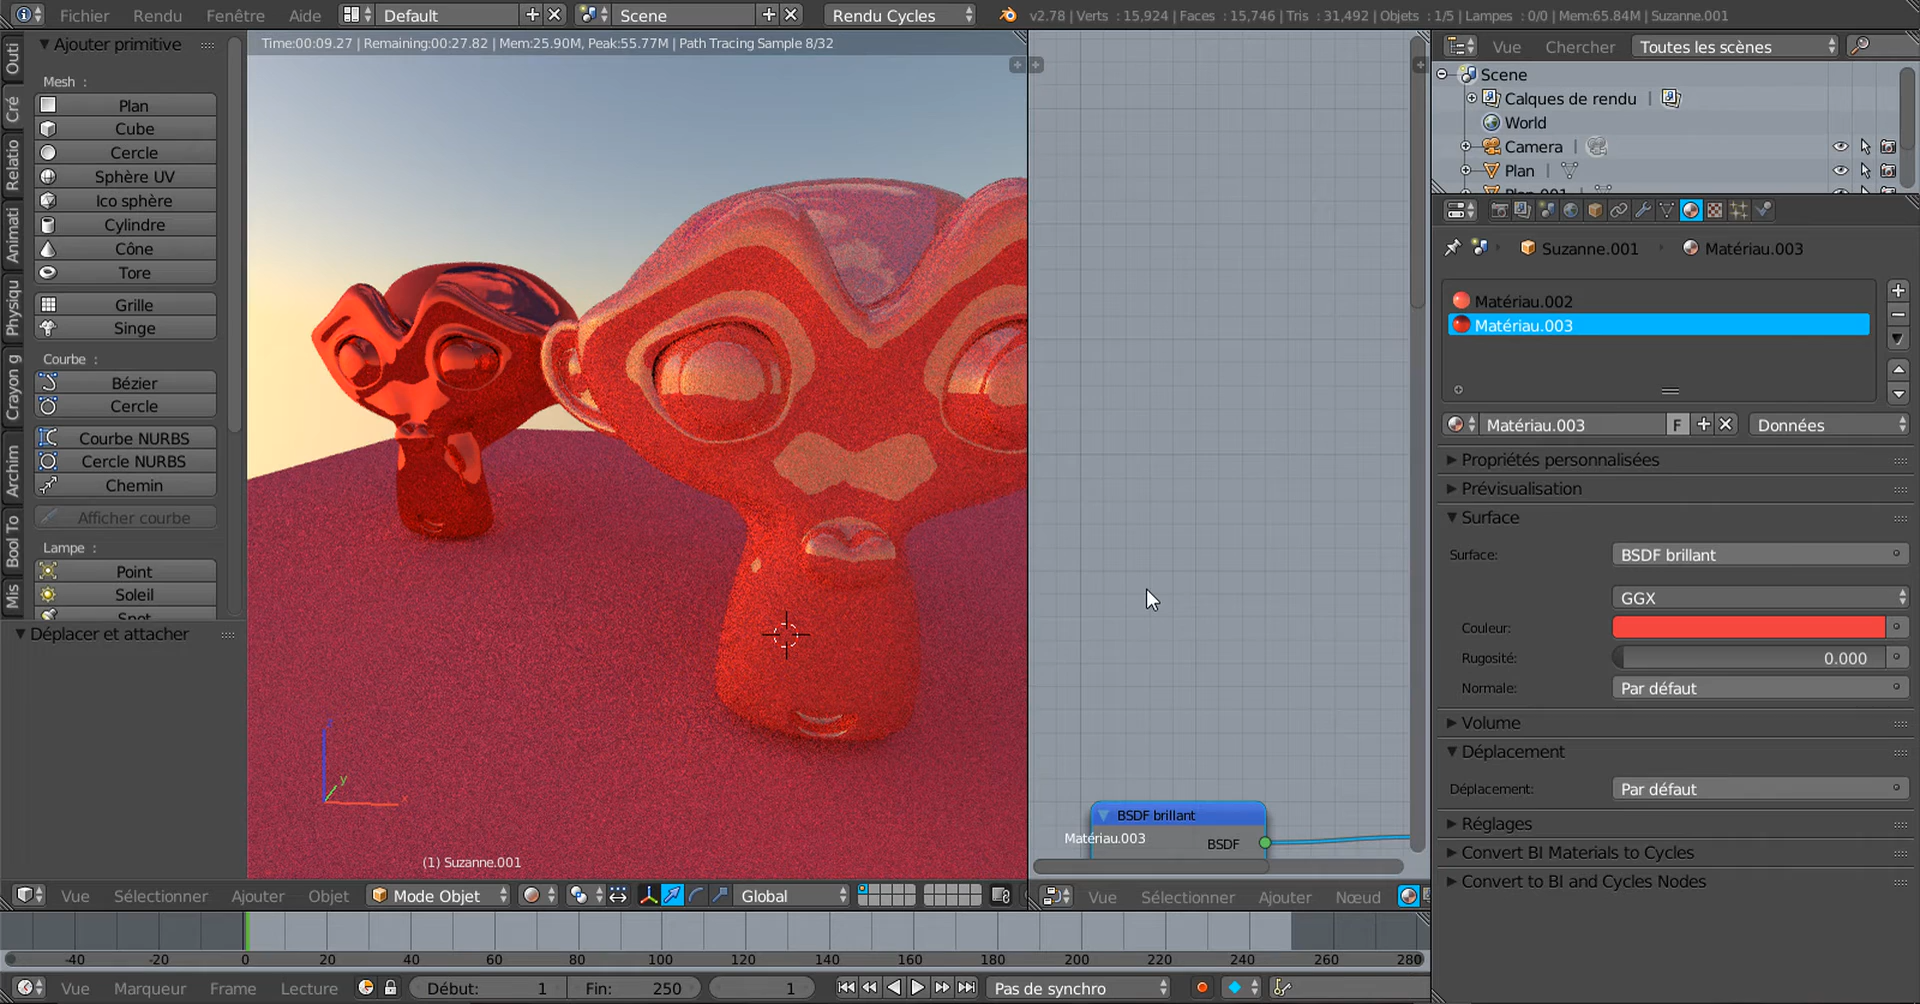 Fichier Rendu Fenêtre Aide Default Scene Rendu Cycles v2.78 | Verts : 15,924 | Faces : 15,746 | Tris : 31,492 | Objets : 1/5 | Lampes : 0/0 | Mem:65.84M | Suzanne.001
Outi
Cré
Relatio
Animati
Physiqu
Crayon g
Archim
Bool To
Mis
Ajouter primitive
Mesh :
Plan
Cube
Cercle
Sphère UV
Ico sphère
Cylindre
Cône
Tore
Grille
Singe
Courbe :
Bézier
Cercle
Courbe NURBS
Cercle NURBS
Chemin
Afficher courbe
Lampe :
Point
Soleil
Spot
Déplacer et attacher
Time:00:09.27 | Remaining:00:27.82 | Mem:25.90M, Peak:55.77M | Path Tracing Sample 8/32
z
y
x
(1) Suzanne.001
Vue Sélectionner Ajouter Objet Mode Objet Global
BSDF brillant
Matériau.003
BSDF
Vue Sélectionner Ajouter Nœud
Vue Chercher Toutes les scènes
Scene
Calques de rendu |
World
Camera |
Plan |
Plan.001
Suzanne.001 Matériau.003
Matériau.002
Matériau.003
Matériau.003 F Données
Propriétés personnalisées
Prévisualisation
Surface
Surface: BSDF brillant
GGX
Couleur:
Rugosité: 0.000
Normale: Par défaut
Volume
Déplacement
Déplacement: Par défaut
Réglages
Convert BI Materials to Cycles
Convert to BI and Cycles Nodes
-40 -20 0 20 40 60 80 100 120 140 160 180 200 220 240 260 280
Vue Marqueur Frame Lecture Début: 1 Fin: 250 1 Pas de synchro